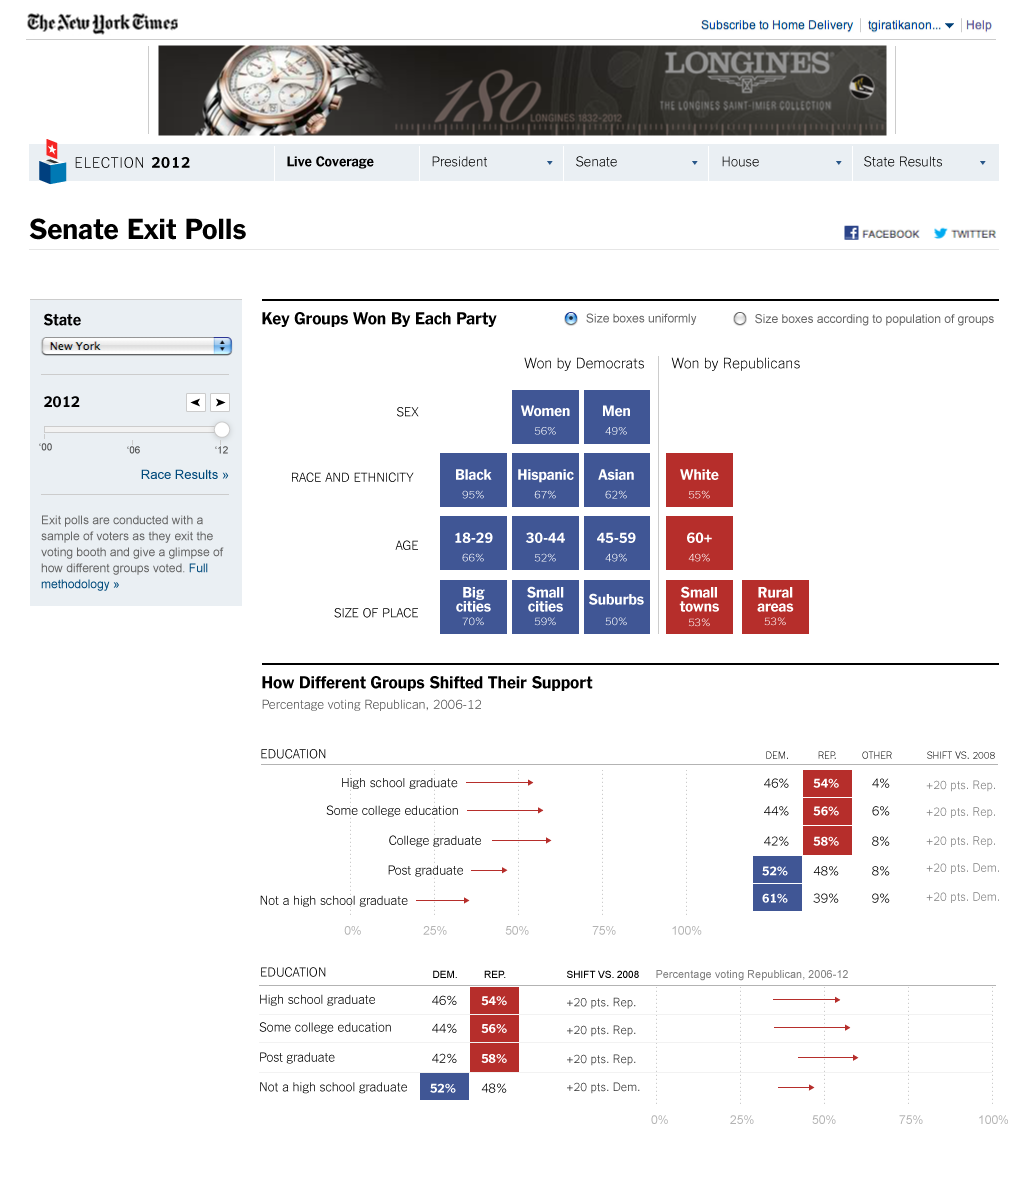 The New York Times
Subscribe to Home Delivery tgiratikanon... Help
180
LONGINES 1832-2012
LONGINES
THE LONGINES SAINT-IMIER COLLECTION
ELECTION 2012 Live Coverage President Senate House State Results
Senate Exit Polls
FACEBOOK TWITTER
State
New York
2012
'00 '06 '12
Race Results »
Exit polls are conducted with a
sample of voters as they exit the
voting booth and give a glimpse of
how different groups voted. Full
methodology »
Key Groups Won By Each Party Size boxes uniformly Size boxes according to population of groups
Won by Democrats Won by Republicans
SEX Women 56% Men 49%
RACE AND ETHNICITY Black 95% Hispanic 67% Asian 62% White 55%
AGE 18-29 66% 30-44 52% 45-59 49% 60+ 49%
SIZE OF PLACE Big cities 70% Small cities 59% Suburbs 50% Small towns 53% Rural areas 53%
How Different Groups Shifted Their Support
Percentage voting Republican, 2006-12
EDUCATION DEM. REP. OTHER SHIFT VS. 2008
High school graduate 46% 54% 4% +20 pts. Rep.
Some college education 44% 56% 6% +20 pts. Rep.
College graduate 42% 58% 8% +20 pts. Rep.
Post graduate 52% 48% 8% +20 pts. Dem.
Not a high school graduate 61% 39% 9% +20 pts. Dem.
0% 25% 50% 75% 100%
EDUCATION DEM. REP. SHIFT VS. 2008 Percentage voting Republican, 2006-12
High school graduate 46% 54% +20 pts. Rep.
Some college education 44% 56% +20 pts. Rep.
Post graduate 42% 58% +20 pts. Rep.
Not a high school graduate 52% 48% +20 pts. Dem.
0% 25% 50% 75% 100%